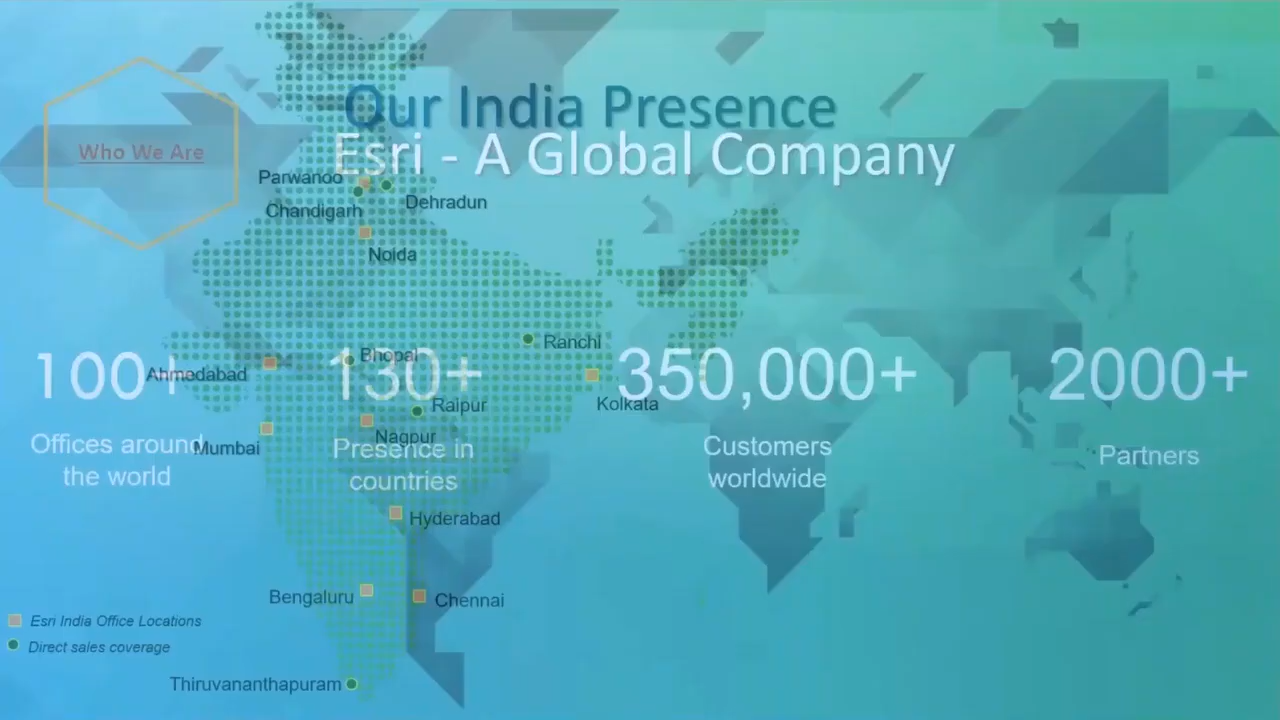 Our India Presence
Who We Are
Esri - A Global Company
Parwanoo
Dehradun
Chandigarh
Noida
Ranchi
Bhopal
100+
Ahmedabad
130+
350,000+
2000+
Raipur
Kolkata
Nagpur
Offices around
the world
Mumbai
Presence in
countries
Customers
worldwide
Partners
Hyderabad
Bengaluru
Chennai
Esri India Office Locations
Direct sales coverage
Thiruvananthapuram